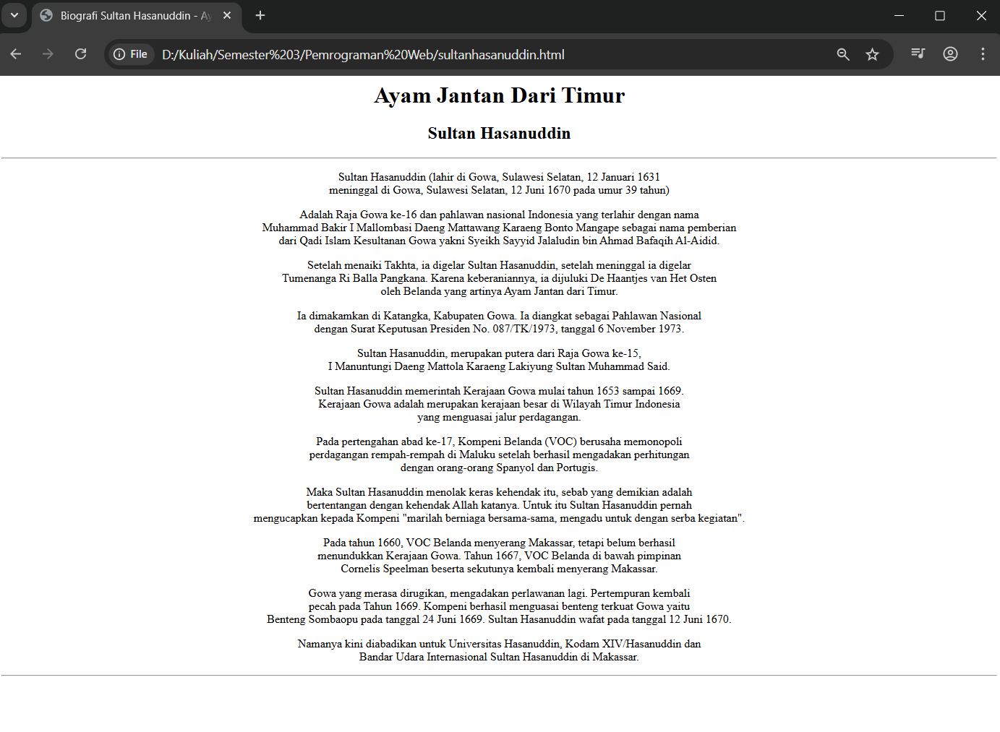 Biografi Sultan Hasanuddin - Ay
File
D:/Kuliah/Semester%203/Pemrograman%20Web/sultanhasanuddin.html
Ayam Jantan Dari Timur
Sultan Hasanuddin
Sultan Hasanuddin (lahir di Gowa, Sulawesi Selatan, 12 Januari 1631
meninggal di Gowa, Sulawesi Selatan, 12 Juni 1670 pada umur 39 tahun)
Adalah Raja Gowa ke-16 dan pahlawan nasional Indonesia yang terlahir dengan nama
Muhammad Bakir I Mallombasi Daeng Mattawang Karaeng Bonto Mangape sebagai nama pemberian
dari Qadi Islam Kesultanan Gowa yakni Syeikh Sayyid Jalaludin bin Ahmad Bafaqih Al-Aidid.
Setelah menaiki Takhta, ia digelar Sultan Hasanuddin, setelah meninggal ia digelar
Tumenanga Ri Balla Pangkana. Karena keberaniannya, ia dijuluki De Haantjes van Het Osten
oleh Belanda yang artinya Ayam Jantan dari Timur.
Ia dimakamkan di Katangka, Kabupaten Gowa. Ia diangkat sebagai Pahlawan Nasional
dengan Surat Keputusan Presiden No. 087/TK/1973, tanggal 6 November 1973.
Sultan Hasanuddin, merupakan putera dari Raja Gowa ke-15,
I Manuntungi Daeng Mattola Karaeng Lakiyung Sultan Muhammad Said.
Sultan Hasanuddin memerintah Kerajaan Gowa mulai tahun 1653 sampai 1669.
Kerajaan Gowa adalah merupakan kerajaan besar di Wilayah Timur Indonesia
yang menguasai jalur perdagangan.
Pada pertengahan abad ke-17, Kompeni Belanda (VOC) berusaha memonopoli
perdagangan rempah-rempah di Maluku setelah berhasil mengadakan perhitungan
dengan orang-orang Spanyol dan Portugis.
Maka Sultan Hasanuddin menolak keras kehendak itu, sebab yang demikian adalah
bertentangan dengan kehendak Allah katanya. Untuk itu Sultan Hasanuddin pernah
mengucapkan kepada Kompeni "marilah berniaga bersama-sama, mengadu untuk dengan serba kegiatan".
Pada tahun 1660, VOC Belanda menyerang Makassar, tetapi belum berhasil
menundukkan Kerajaan Gowa. Tahun 1667, VOC Belanda di bawah pimpinan
Cornelis Speelman beserta sekutunya kembali menyerang Makassar.
Gowa yang merasa dirugikan, mengadakan perlawanan lagi. Pertempuran kembali
pecah pada Tahun 1669. Kompeni berhasil menguasai benteng terkuat Gowa yaitu
Benteng Sombaopu pada tanggal 24 Juni 1669. Sultan Hasanuddin wafat pada tanggal 12 Juni 1670.
Namanya kini diabadikan untuk Universitas Hasanuddin, Kodam XIV/Hasanuddin dan
Bandar Udara Internasional Sultan Hasanuddin di Makassar.